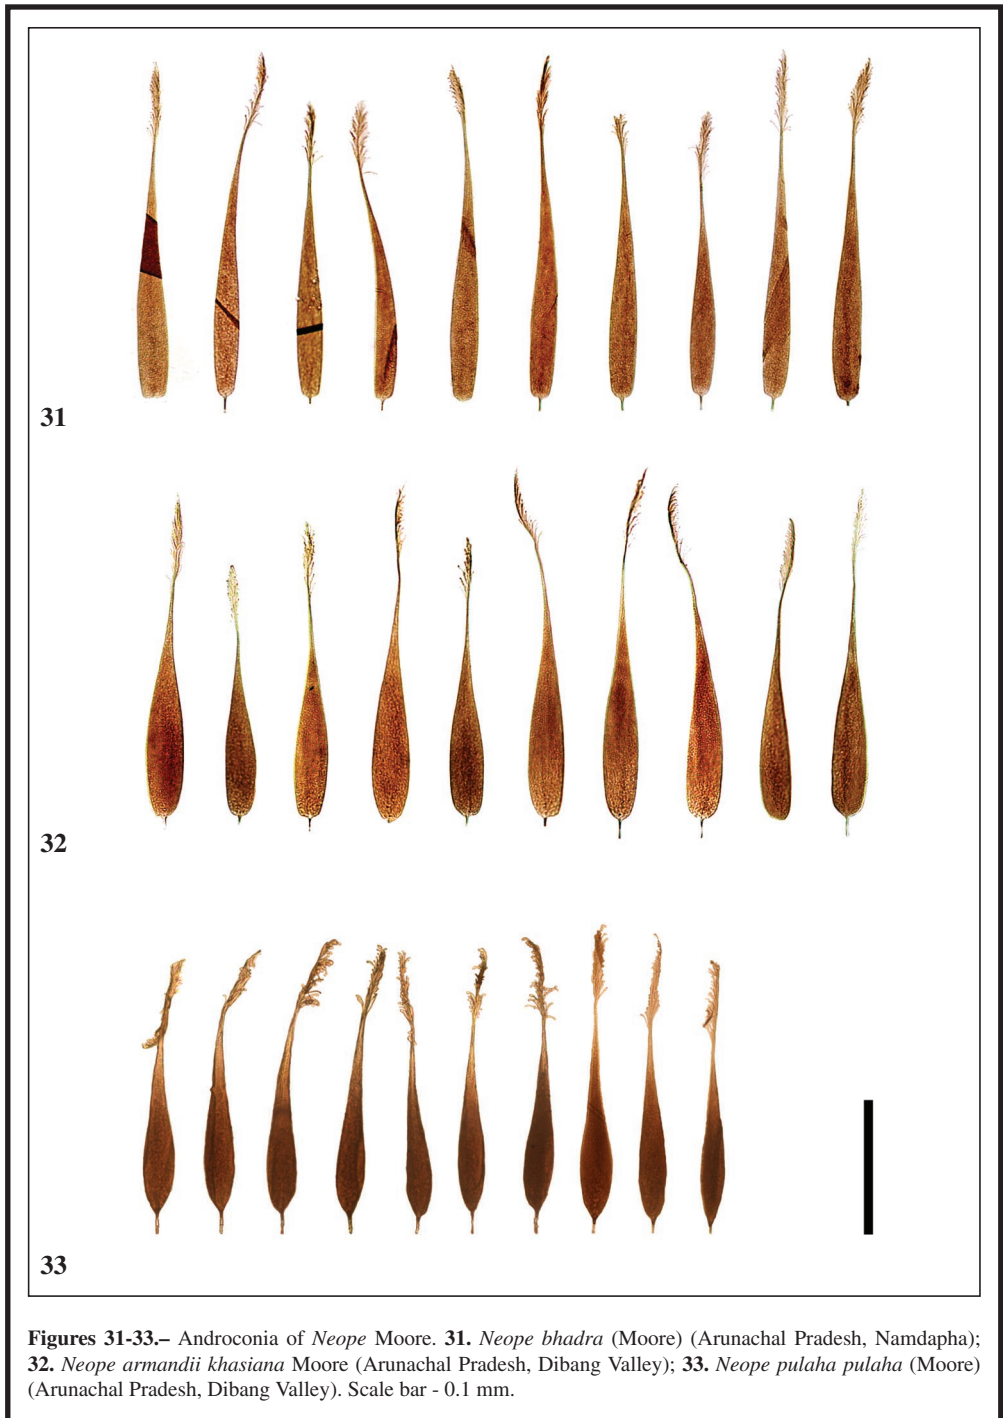 31
32
33
Figures 31-33.– Androconia of Neope Moore. 31. Neope bhadra (Moore) (Arunachal Pradesh, Namdapha);
32. Neope armandii khasiana Moore (Arunachal Pradesh, Dibang Valley); 33. Neope pulaha pulaha (Moore)
(Arunachal Pradesh, Dibang Valley). Scale bar - 0.1 mm.